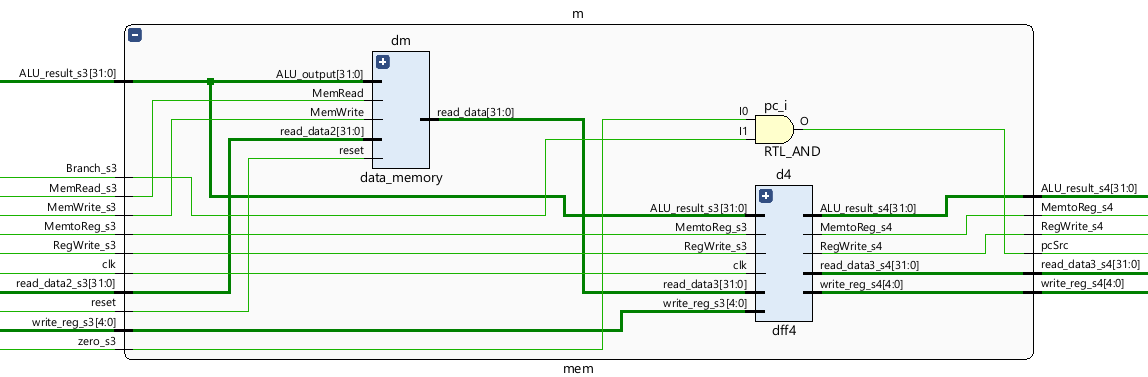 m
ALU_result_s3[31:0]
Branch_s3
MemRead_s3
MemWrite_s3
MemtoReg_s3
RegWrite_s3
clk
read_data2_s3[31:0]
reset
write_reg_s3[4:0]
zero_s3
dm
ALU_output[31:0]
MemRead
MemWrite
read_data2[31:0]
reset
read_data[31:0]
data_memory
pc_i
I0
I1
O
RTL_AND
d4
ALU_result_s3[31:0]
MemtoReg_s3
RegWrite_s3
clk
read_data3[31:0]
write_reg_s3[4:0]
ALU_result_s4[31:0]
MemtoReg_s4
RegWrite_s4
read_data3_s4[31:0]
write_reg_s4[4:0]
dff4
ALU_result_s4[31:0]
MemtoReg_s4
RegWrite_s4
pcSrc
read_data3_s4[31:0]
write_reg_s4[4:0]
mem